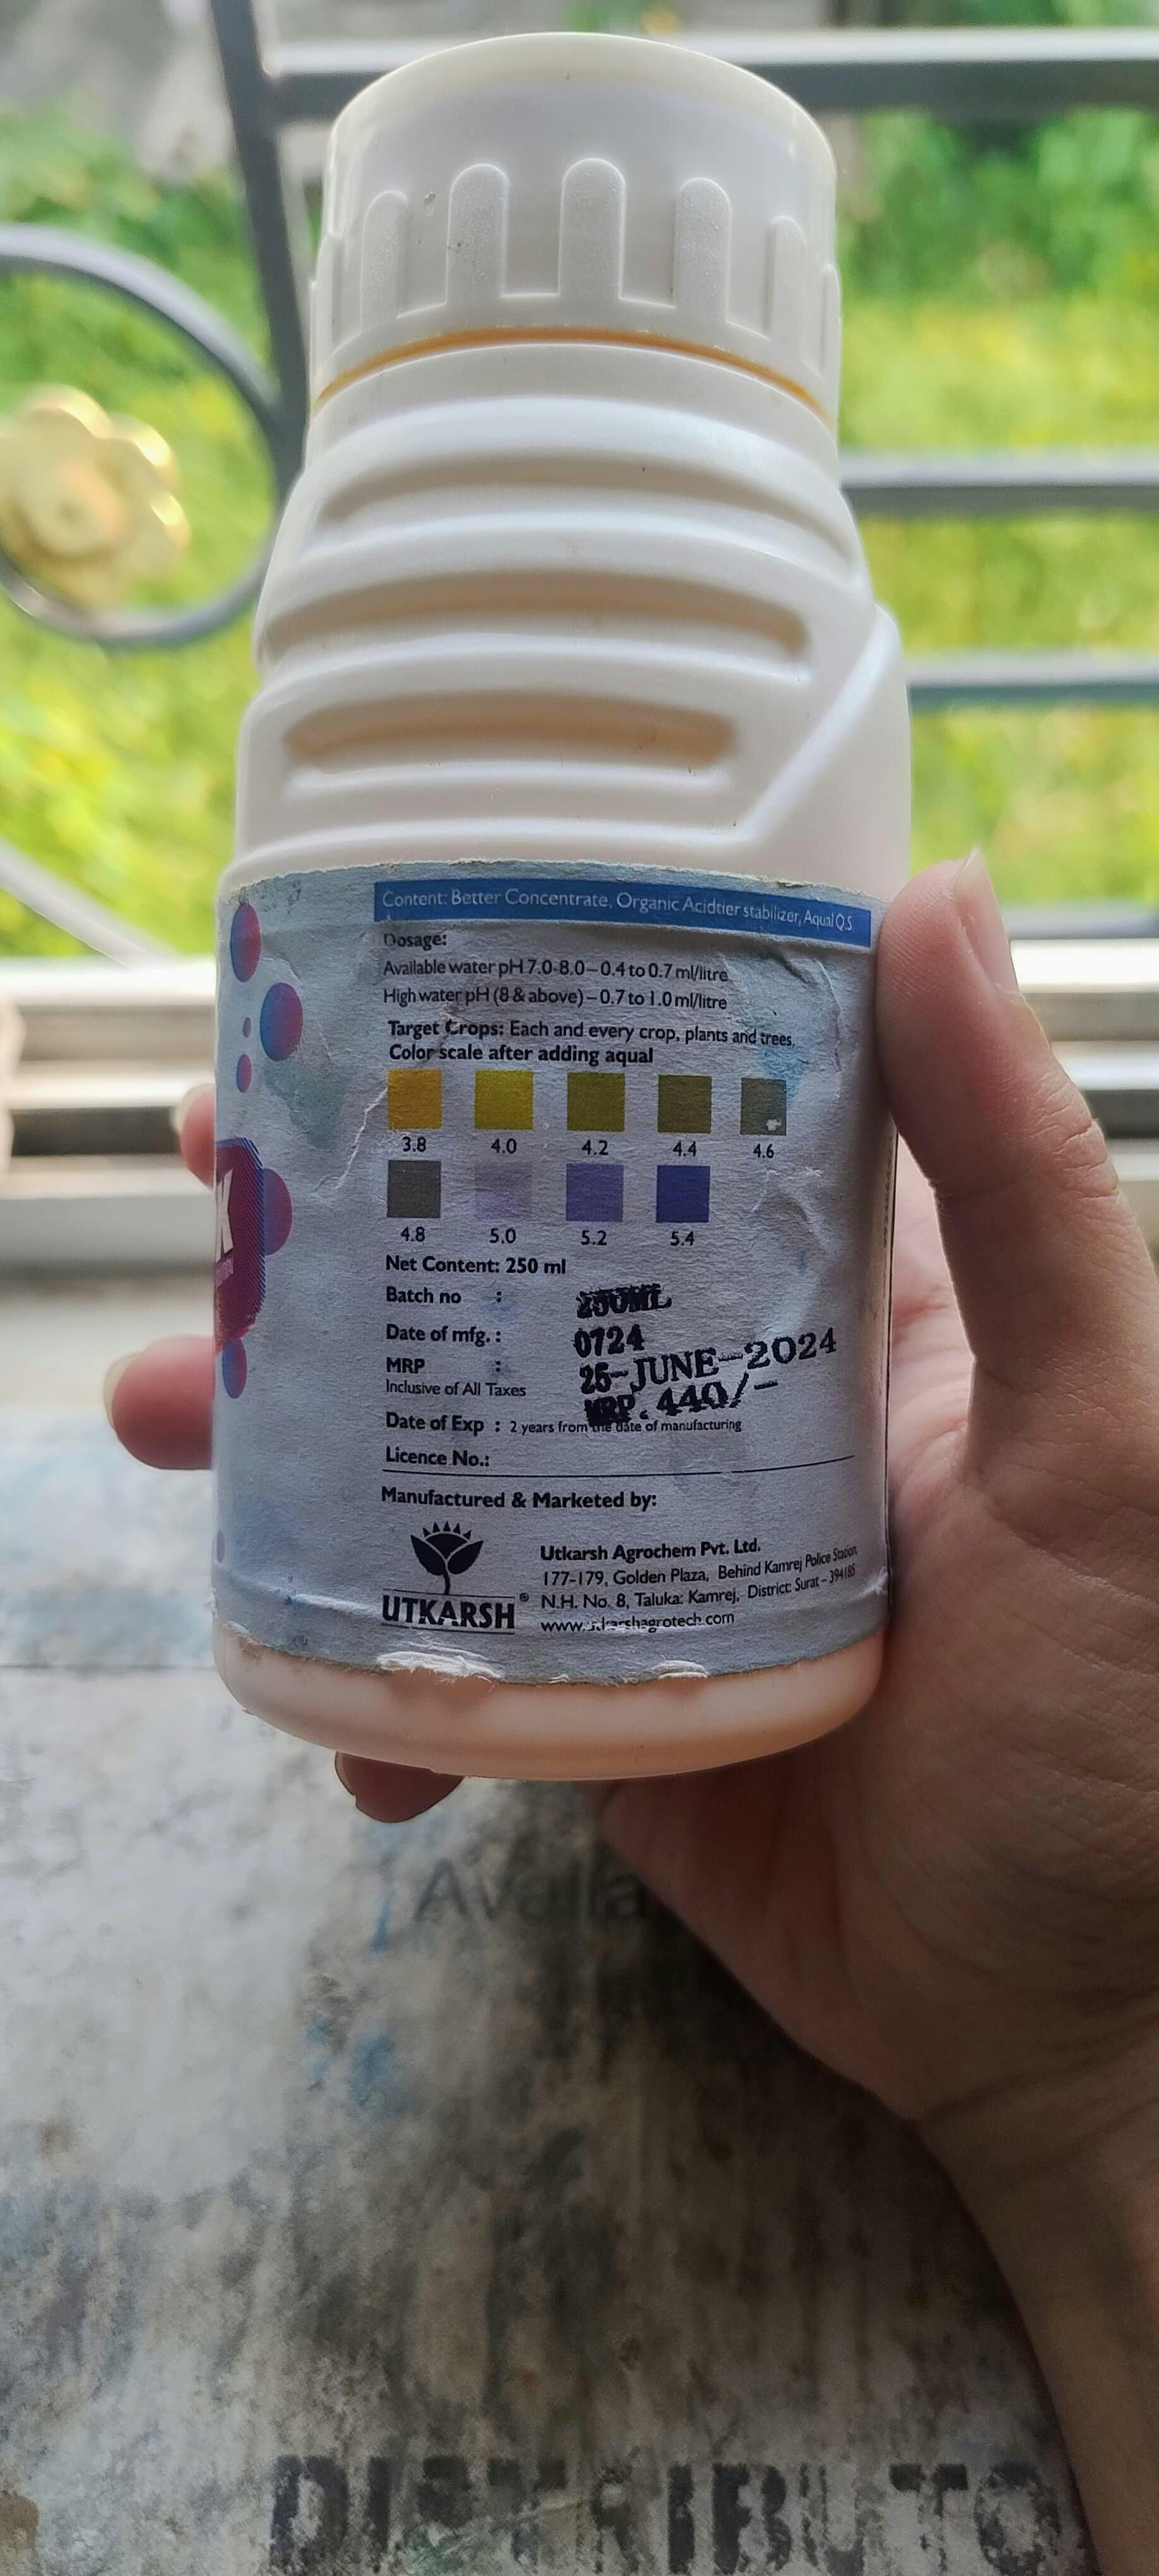 Content: Better Concentrate, Organic Acidtier stabilizer, Aqual Q.S.
Dosage:
Available water pH 7.0-8.0 – 0.4 to 0.7 ml/litre
High water pH (8 & above) – 0.7 to 1.0 ml/litre
Target Crops: Each and every crop, plants and trees.
Color scale after adding aqual
3.8 4.0 4.2 4.4 4.6
4.8 5.0 5.2 5.4
Net Content: 250 ml
Batch no : 250ML
Date of mfg. : 0724
MRP : 25-JUNE-2024
Inclusive of All Taxes MRP. 440/-
Date of Exp : 2 years from the date of manufacturing
Licence No.:
Manufactured & Marketed by:
UTKARSH®
Utkarsh Agrochem Pvt. Ltd.
177-179, Golden Plaza, Behind Kamrej Police Station,
N.H. No. 8, Taluka: Kamrej, District: Surat – 394185
www.utkarshagrotech.com
K
Availa
DISTRIBUTO